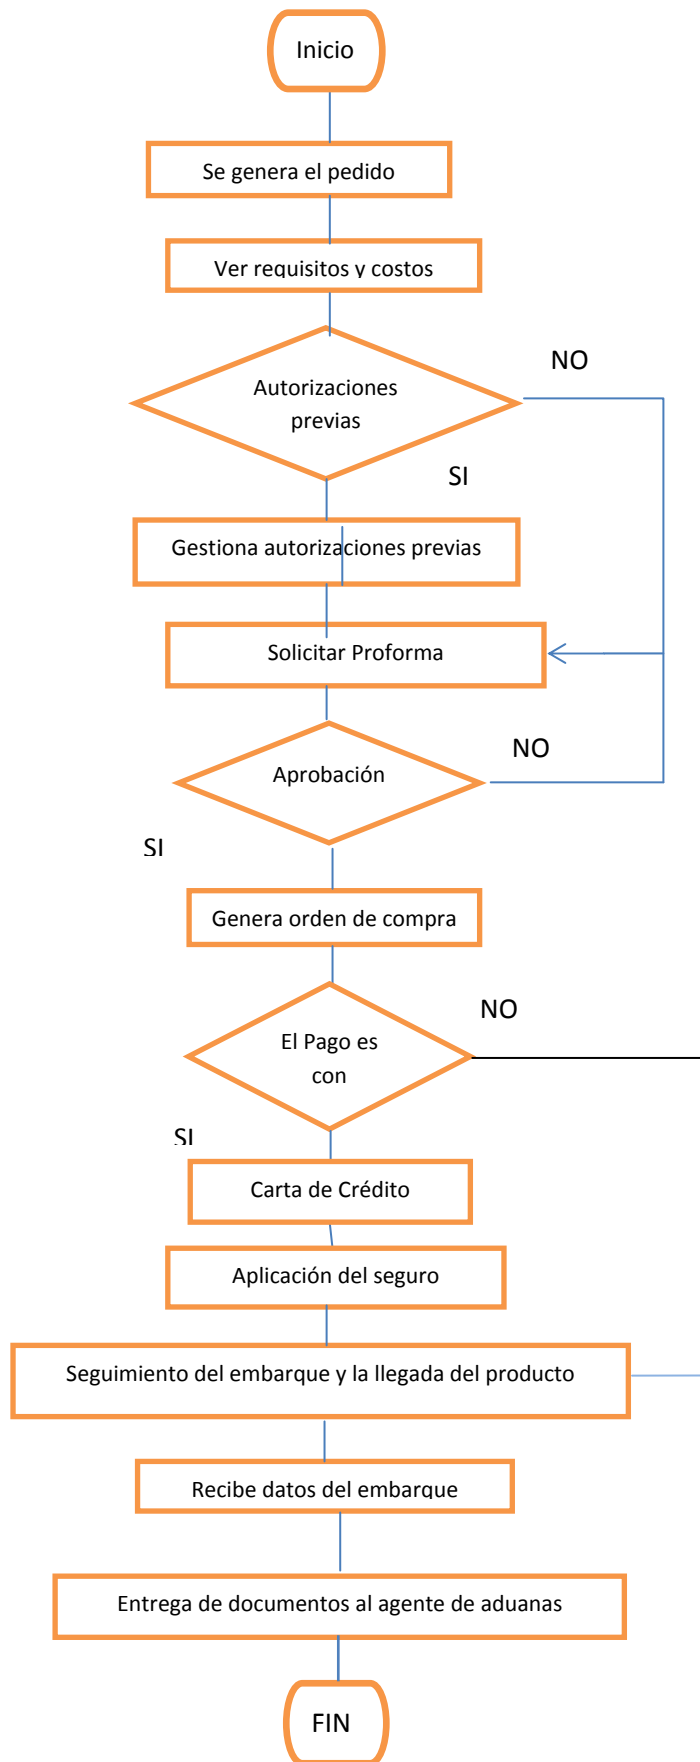 Inicio
Se genera el pedido
Ver requisitos y costos
NO
Autorizaciones
previas
SI
Gestiona autorizaciones previas
Solicitar Proforma
NO
Aprobación
SI
Genera orden de compra
NO
El Pago es
con
SI
Carta de Crédito
Aplicación del seguro
Seguimiento del embarque y la llegada del producto
Recibe datos del embarque
Entrega de documentos al agente de aduanas
FIN